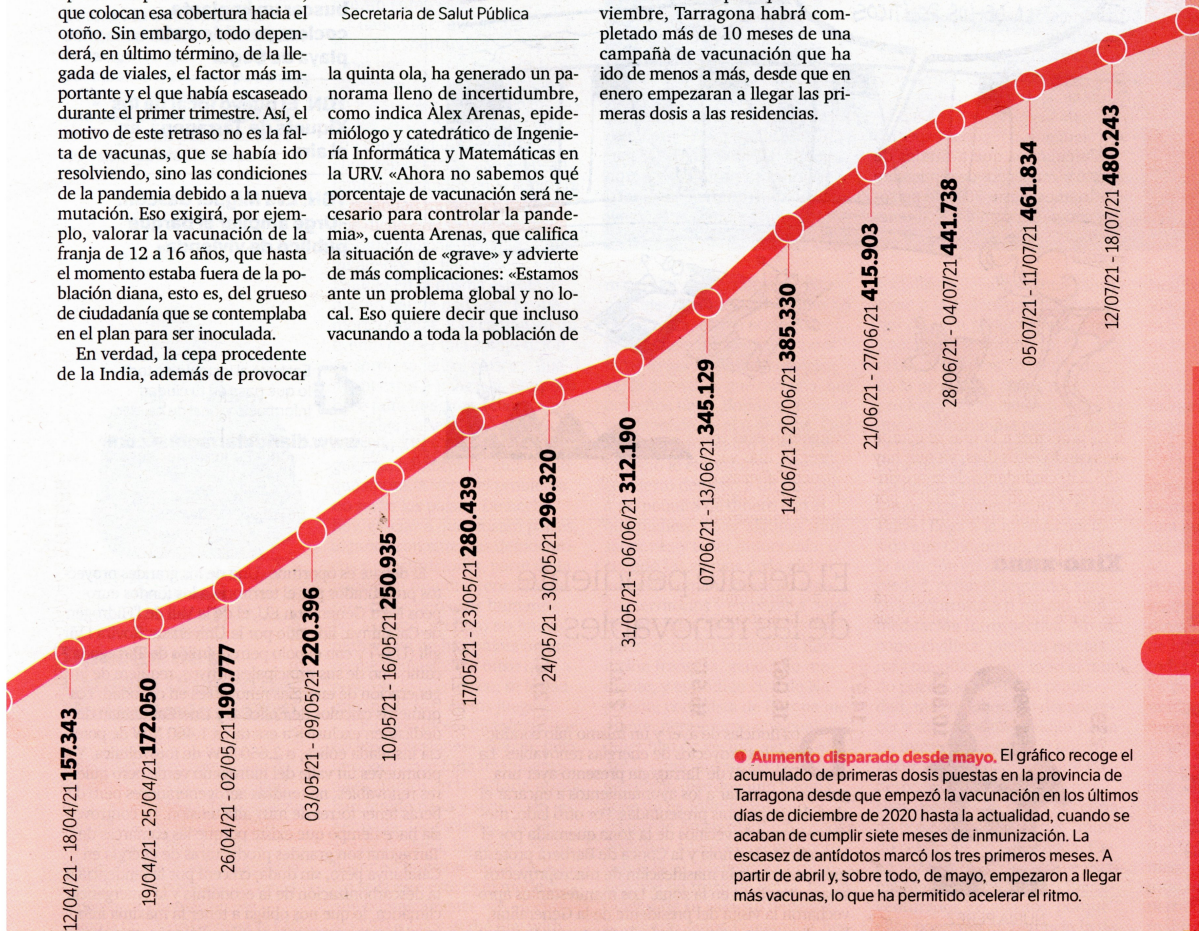 que colocan esa cobertura hacia el
otoño. Sin embargo, todo depen-
derá, en último término, de la lle-
gada de viales, el factor más im-
portante y el que había escaseado
durante el primer trimestre. Así, el
motivo de este retraso no es la fal-
ta de vacunas, que se había ido
resolviendo, sino las condiciones
de la pandemia debido a la nueva
mutación. Eso exigirá, por ejem-
plo, valorar la vacunación de la
franja de 12 a 16 años, que hasta
el momento estaba fuera de la po-
blación diana, esto es, del grueso
de ciudadanía que se contemplaba
en el plan para ser inoculada.
En verdad, la cepa procedente
de la India, además de provocar
Secretaria de Salut Pública
la quinta ola, ha generado un pa-
norama lleno de incertidumbre,
como indica Àlex Arenas, epide-
miólogo y catedrático de Ingenie-
ría Informática y Matemáticas en
la URV. «Ahora no sabemos qué
porcentaje de vacunación será ne-
cesario para controlar la pande-
mia», cuenta Arenas, que califica
la situación de «grave» y advierte
de más complicaciones: «Estamos
ante un problema global y no lo-
cal. Eso quiere decir que incluso
vacunando a toda la población de
viembre, Tarragona habrá com-
pletado más de 10 meses de una
campaña de vacunación que ha
ido de menos a más, desde que en
enero empezaran a llegar las pri-
meras dosis a las residencias.
12/04/21 - 18/04/21 157.343
19/04/21 - 25/04/21 172.050
26/04/21 - 02/05/21 190.777
03/05/21 - 09/05/21 220.396
10/05/21 - 16/05/21 250.935
17/05/21 - 23/05/21 280.439
24/05/21 - 30/05/21 296.320
31/05/21 - 06/06/21 312.190
07/06/21 - 13/06/21 345.129
14/06/21 - 20/06/21 385.330
21/06/21 - 27/06/21 415.903
28/06/21 - 04/07/21 441.738
05/07/21 - 11/07/21 461.834
12/07/21 - 18/07/21 480.243
Aumento disparado desde mayo. El gráfico recoge el
acumulado de primeras dosis puestas en la provincia de
Tarragona desde que empezó la vacunación en los últimos
días de diciembre de 2020 hasta la actualidad, cuando se
acaban de cumplir siete meses de inmunización. La
escasez de antídotos marcó los tres primeros meses. A
partir de abril y, sobre todo, de mayo, empezaron a llegar
más vacunas, lo que ha permitido acelerar el ritmo.